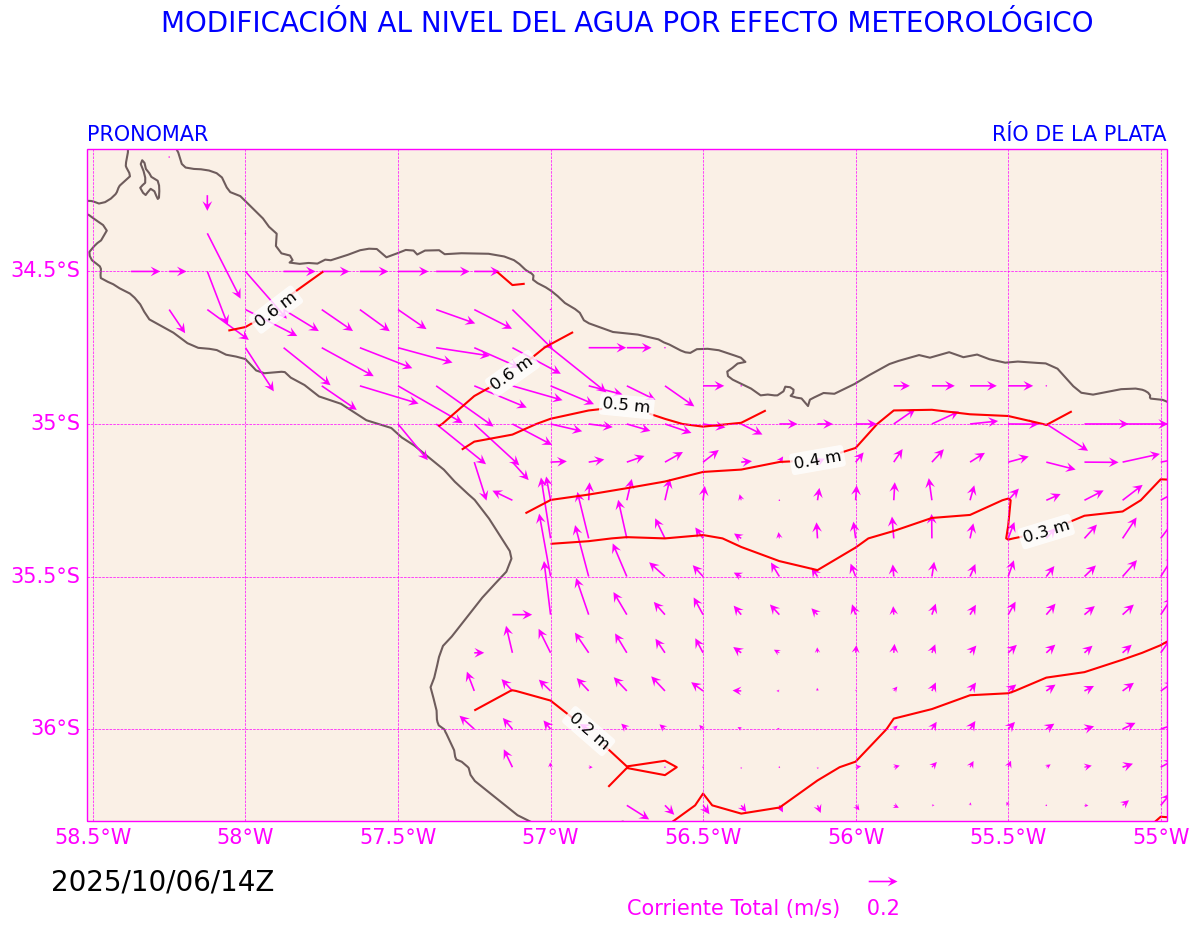 MODIFICACIÓN AL NIVEL DEL AGUA POR EFECTO METEOROLÓGICO
PRONOMAR
RÍO DE LA PLATA
34.5°S
0.6 m
0.6 m
0.5 m
35°S
0.4 m
0.3 m
35.5°S
36°S
0.2 m
58.5°W
58°W
57.5°W
57°W
56.5°W
56°W
55.5°W
55°W
2025/10/06/14Z
Corriente Total (m/s)
0.2